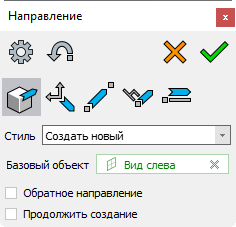 Направление
Стиль Создать новый
Базовый объект Вид слева
Обратное направление
Продолжить создание